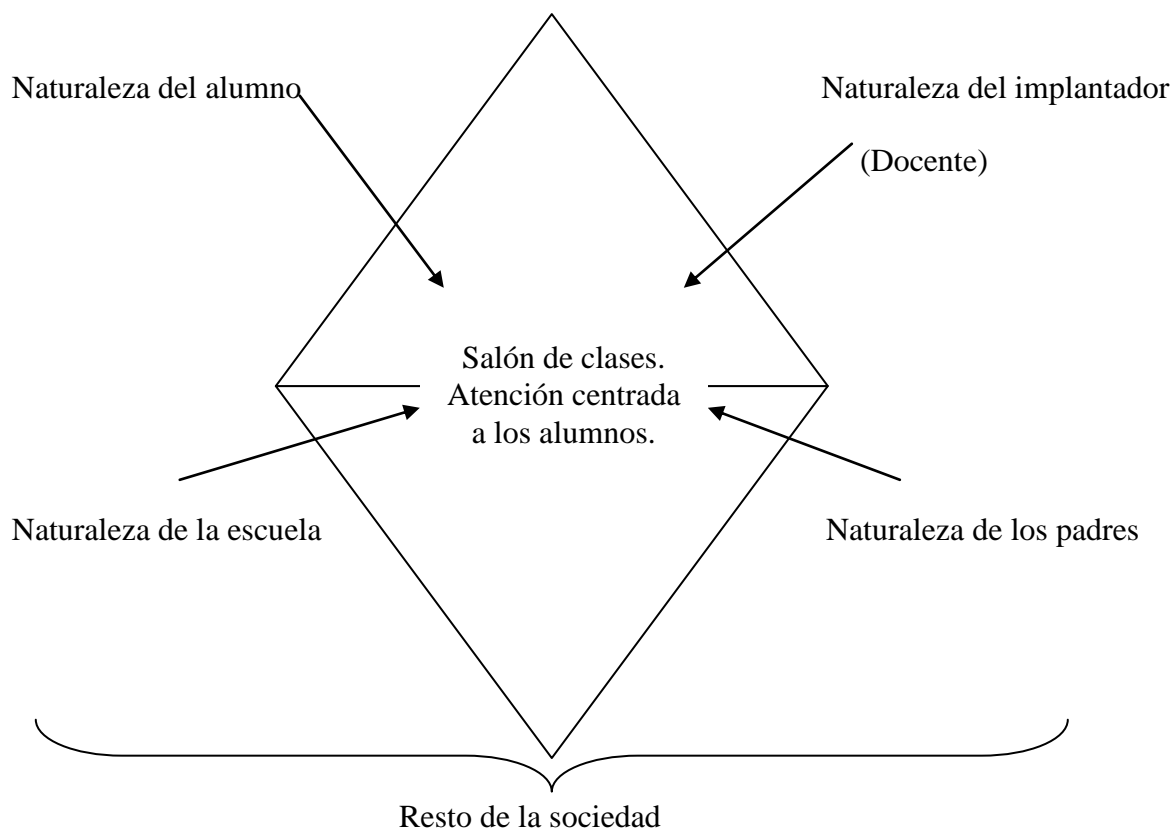 Naturaleza del alumno
Naturaleza del implantador
(Docente)
Salón de clases.
Atención centrada
a los alumnos.
Naturaleza de la escuela
Naturaleza de los padres
Resto de la sociedad